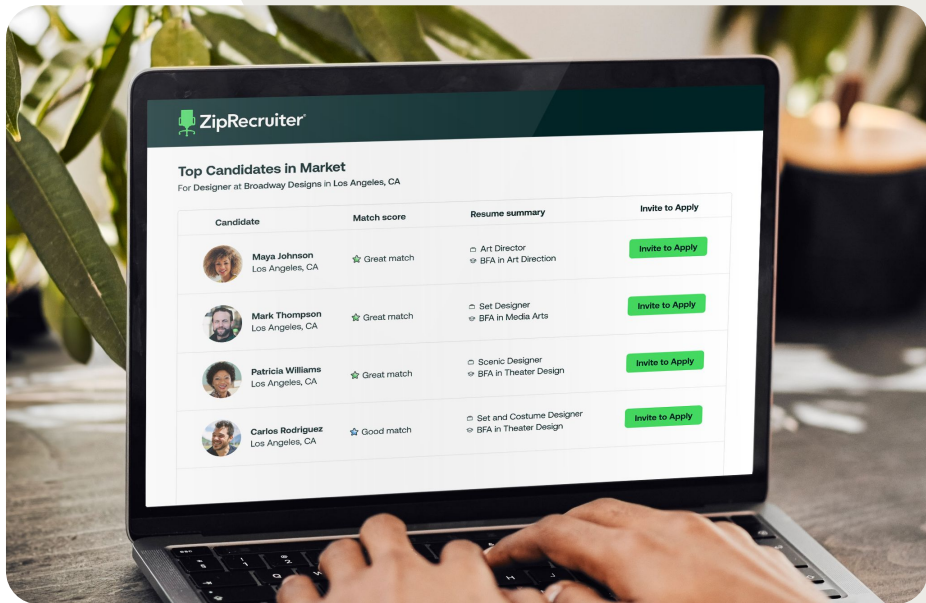 ZipRecruiter®
Top Candidates in Market
For Designer at Broadway Designs in Los Angeles, CA
Candidate Match score Resume summary Invite to Apply
Maya Johnson Great match Art Director Invite to Apply
Los Angeles, CA BFA in Art Direction
Mark Thompson Great match Set Designer Invite to Apply
Los Angeles, CA BFA in Media Arts
Patricia Williams Great match Scenic Designer Invite to Apply
Los Angeles, CA BFA in Theater Design
Carlos Rodriguez Good match Set and Costume Designer Invite to Apply
Los Angeles, CA BFA in Theater Design